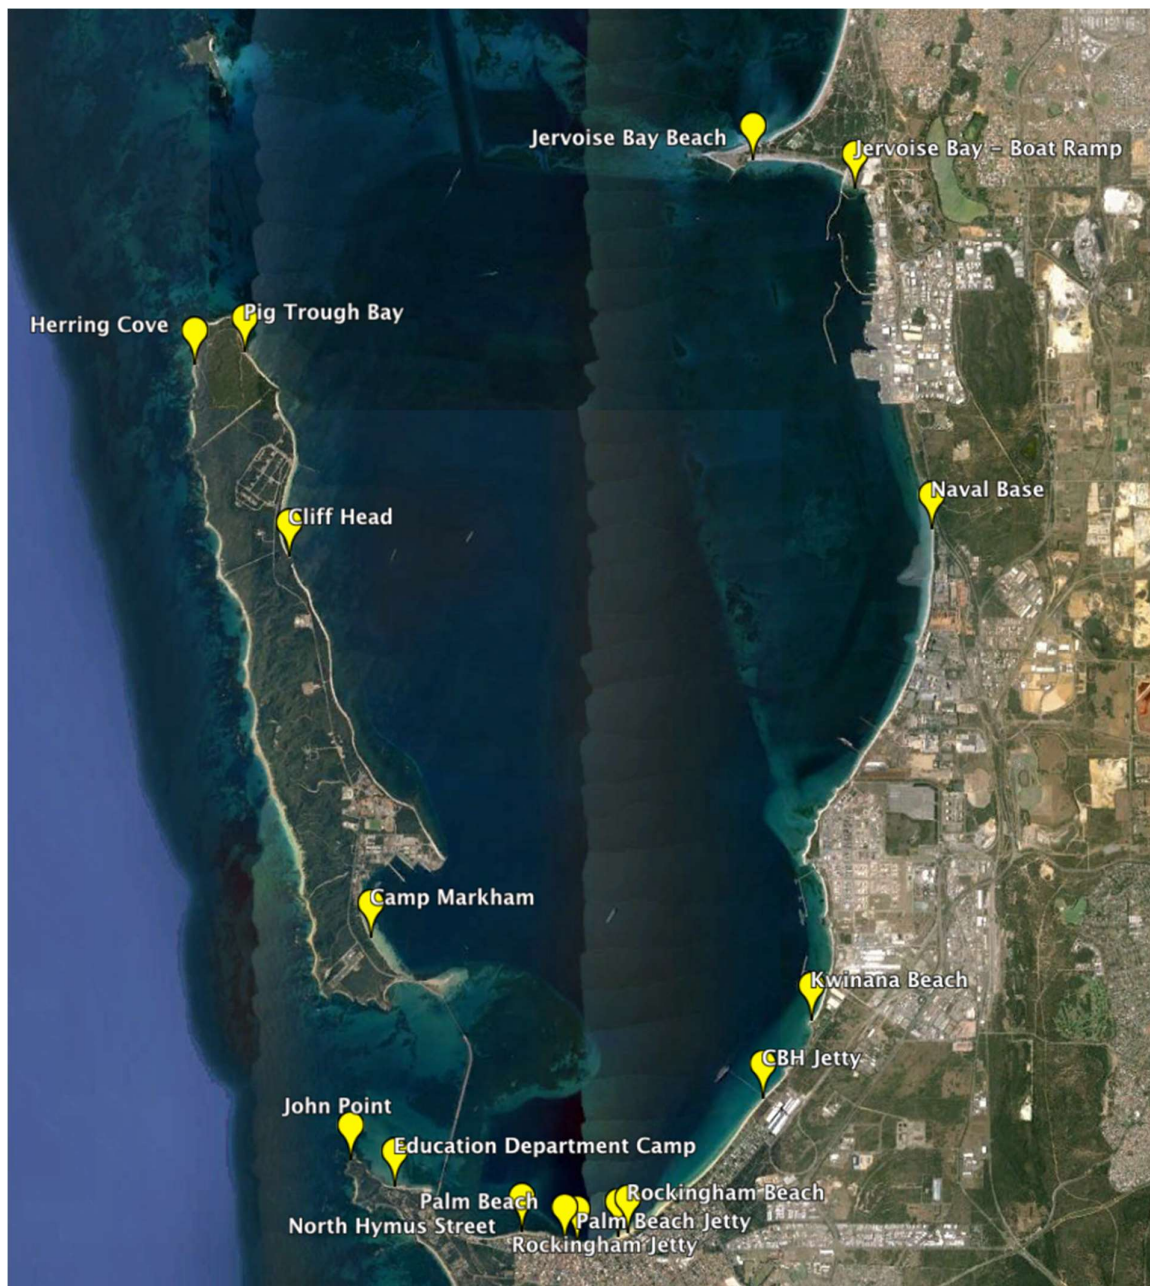 Jervoise Bay Beach
Jervoise Bay - Boat Ramp
Pig Trough Bay
Herring Cove
Naval Base
Cliff Head
Camp Markham
Kwinana Beach
CBH Jetty
John Point
Education Department Camp
Rockingham Beach
Palm Beach
Palm Beach Jetty
North Hymus Street
Rockingham Jetty